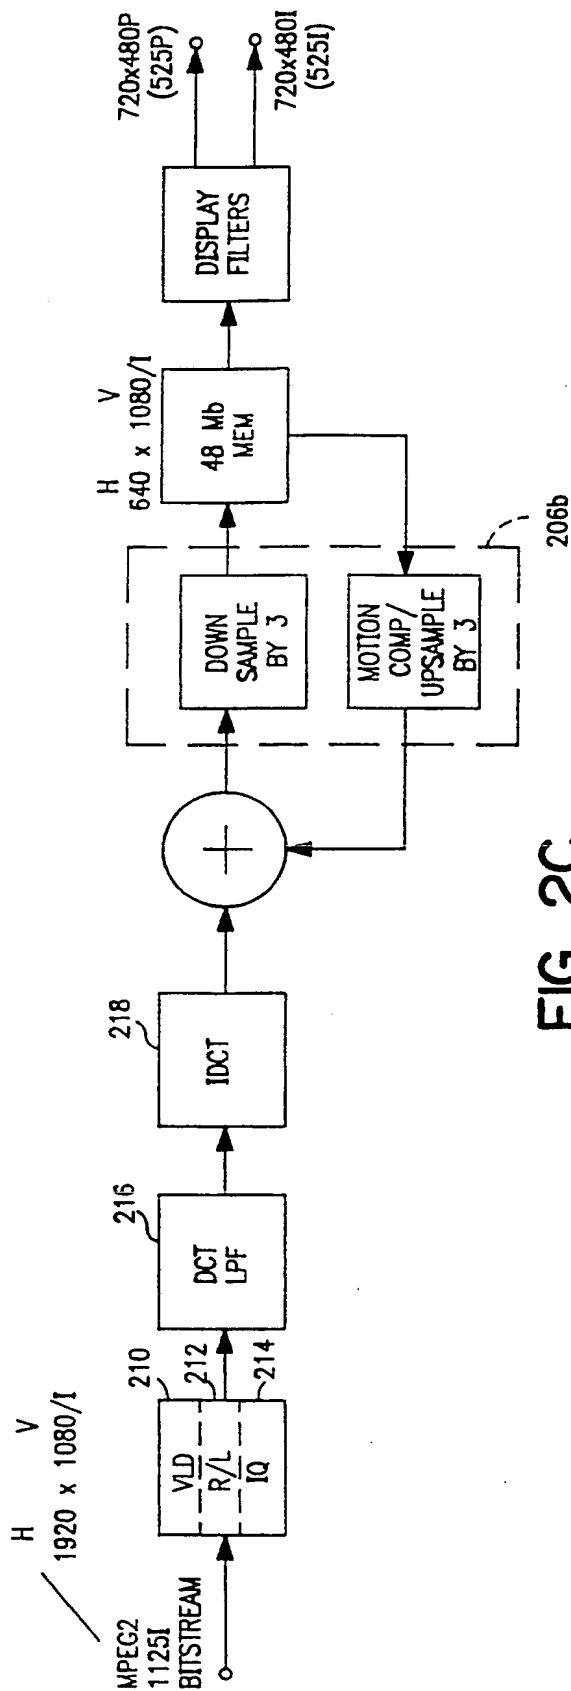 MPEG2
1125I
BITSTREAM
H V
1920 x 1080/I
VLD
R/L
IQ
210
212
214
DCT
LPF
216
IDCT
218
+
DOWN
SAMPLE
BY 3
MOTION
COMP/
UPSAMPLE
BY 3
206b
H V
640 x 1080/I
48 Mb
MEM
DISPLAY
FILTERS
720x480P
(525P)
720x480I
(525I)
FIG. 2C